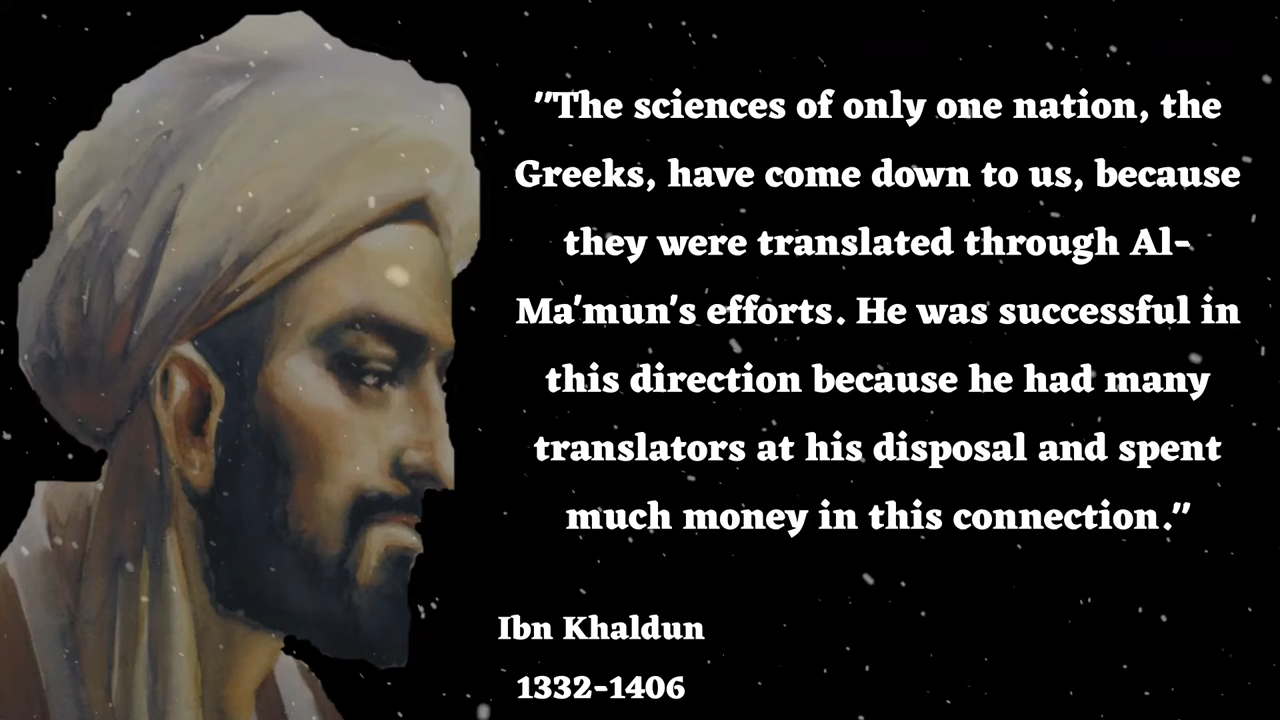 "The sciences of only one nation, the
Greeks, have come down to us, because
they were translated through Al-
Ma'mun's efforts. He was successful in
this direction because he had many
translators at his disposal and spent
much money in this connection."
Ibn Khaldun
1332-1406